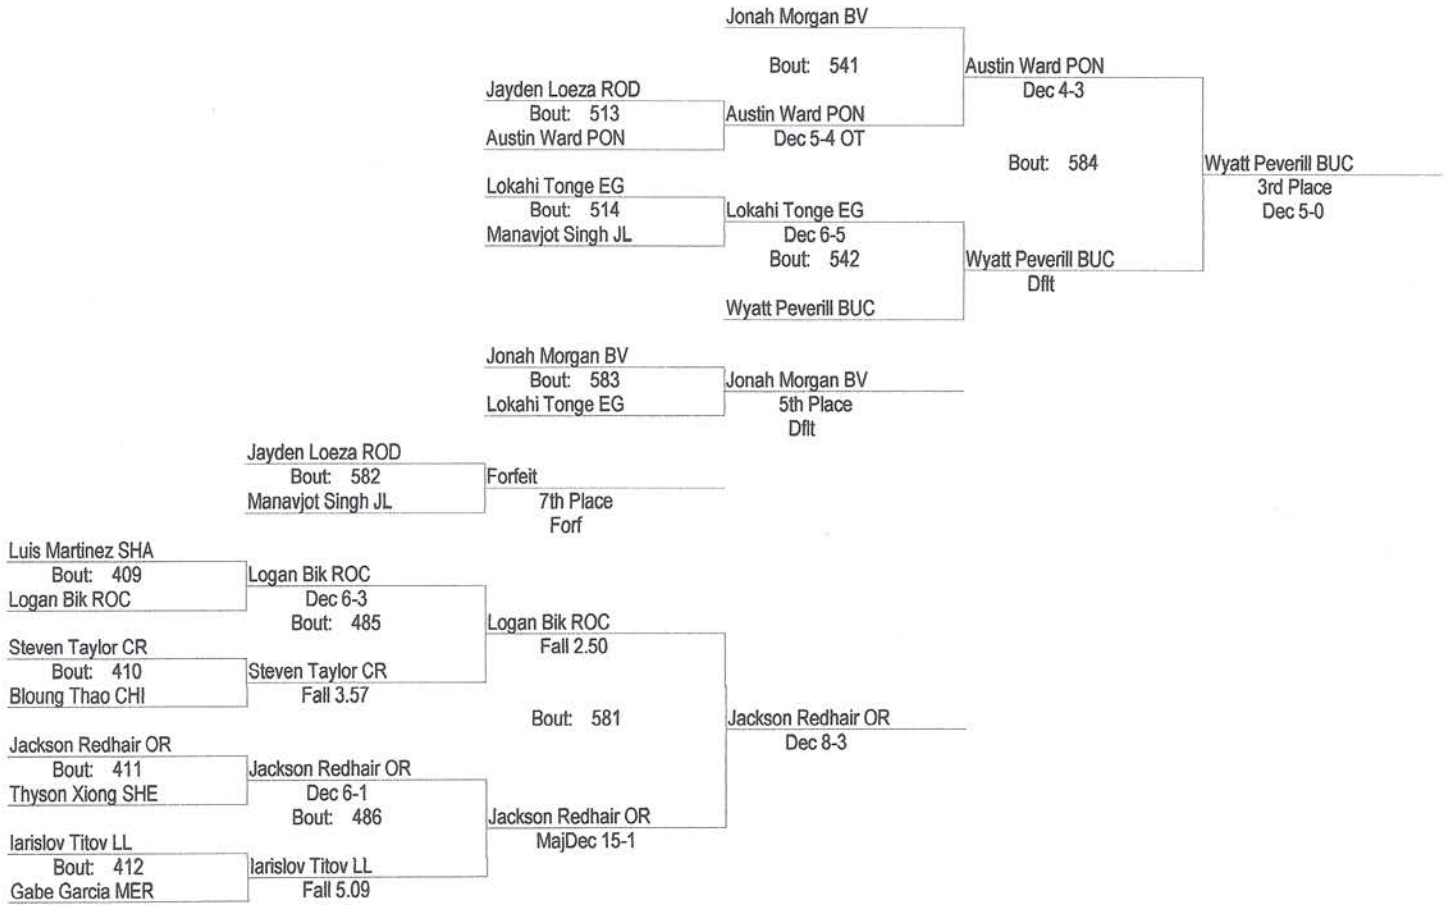 Jonah Morgan BV
Bout: 541
Austin Ward PON
Dec 4-3
Jayden Loeza ROD
Bout: 513
Austin Ward PON
Austin Ward PON
Dec 5-4 OT
Bout: 584
Wyatt Peverill BUC
3rd Place
Dec 5-0
Lokahi Tonge EG
Bout: 514
Manavjot Singh JL
Lokahi Tonge EG
Dec 6-5
Bout: 542
Wyatt Peverill BUC
Dflt
Wyatt Peverill BUC
Jonah Morgan BV
Bout: 583
Lokahi Tonge EG
Jonah Morgan BV
5th Place
Dflt
Jayden Loeza ROD
Bout: 582
Manavjot Singh JL
Forfeit
7th Place
Forf
Luis Martinez SHA
Bout: 409
Logan Bik ROC
Logan Bik ROC
Dec 6-3
Bout: 485
Logan Bik ROC
Fall 2.50
Steven Taylor CR
Bout: 410
Bloung Thao CHI
Steven Taylor CR
Fall 3.57
Bout: 581
Jackson Redhair OR
Dec 8-3
Jackson Redhair OR
Bout: 411
Thyson Xiong SHE
Jackson Redhair OR
Dec 6-1
Bout: 486
Jackson Redhair OR
MajDec 15-1
Iarislov Titov LL
Bout: 412
Gabe Garcia MER
Iarislov Titov LL
Fall 5.09